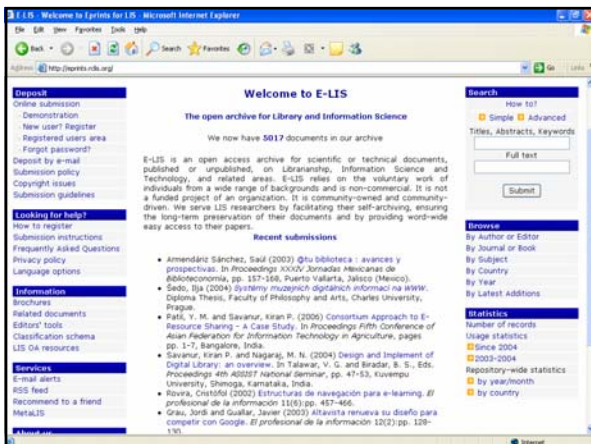 E-LIS - Welcome to Eprints for LIS - Microsoft Internet Explorer
File Edit View Favorites Tools Help
Back Search Favorites
Address http://eprints.rclis.org/ Go Links
Deposit
Online submission
- Demonstration
- New user? Register
- Registered users area
- Forgot password?
Deposit by e-mail
Submission policy
Copyright issues
Submission guidelines
Looking for help?
How to register
Submission instructions
Frequently Asked Questions
Privacy policy
Language options
Information
Brochures
Related documents
Editors' tools
Classification schema
LIS OA resources
Services
E-mail alerts
RSS feed
Recommend to a friend
MetaLIS
About us
Welcome to E-LIS
The open archive for Library and Information Science
We now have 5017 documents in our archive
E-LIS is an open access archive for scientific or technical documents,
published or unpublished, on Librarianship, Information Science and
Technology, and related areas. E-LIS relies on the voluntary work of
individuals from a wide range of backgrounds and is non-commercial. It is not
a funded project of an organization. It is community-owned and community-
driven. We serve LIS researchers by facilitating their self-archiving, ensuring
the long-term preservation of their documents and by providing word-wide
easy access to their papers.
Recent submissions
• Armendáriz Sánchez, Saúl (2003) @tu biblioteca : avances y
prospectivas. In Proceedings XXXIV Jornadas Mexicanas de
Biblioteconomía, pp. 157-168, Puerto Vallarta, Jalisco (Mexico).
• Šedo, Ilja (2004) Systémy muzejních digitálních informací na WWW.
Diploma Thesis, Faculty of Philosophy and Arts, Charles University,
Prague.
• Patil, Y. M. and Savanur, Kiran P. (2006) Consortium Approach to E-
Resource Sharing - A Case Study. In Proceedings Fifth Conference of
Asian Federation for Information Technology in Agriculture, pages
pp. 1-7, Bangalore, India.
• Savanur, Kiran P. and Nagaraj, M. N. (2004) Design and Implement of
Digital Library: an overview. In Talawar, V. G. and Biradar, B. S., Eds.
Proceedings 4th ASSIST National Seminar, pp. 47-53, Kuvempu
University, Shimoga, Karnataka, India.
• Rovira, Cristòfol (2002) Estructuras de navegación para e-learning. El
profesional de la información 11(6):pp. 457-466.
• Grau, Jordi and Guallar, Javier (2003) Altavista renueva su diseño para
competir con Google. El profesional de la información 12(2):pp. 128-
130.
Search
How to?
Simple Advanced
Titles, Abstracts, Keywords
Full text
Submit
Browse
By Author or Editor
By Journal or Book
By Subject
By Country
By Year
By Latest Additions
Statistics
Number of records
Usage statistics
Since 2004
2003-2004
Repository-wide statistics
by year/month
by country
Internet